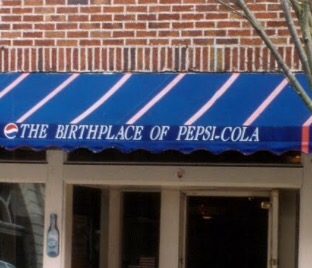 THE BIRTHPLACE OF PEPSI-COLA